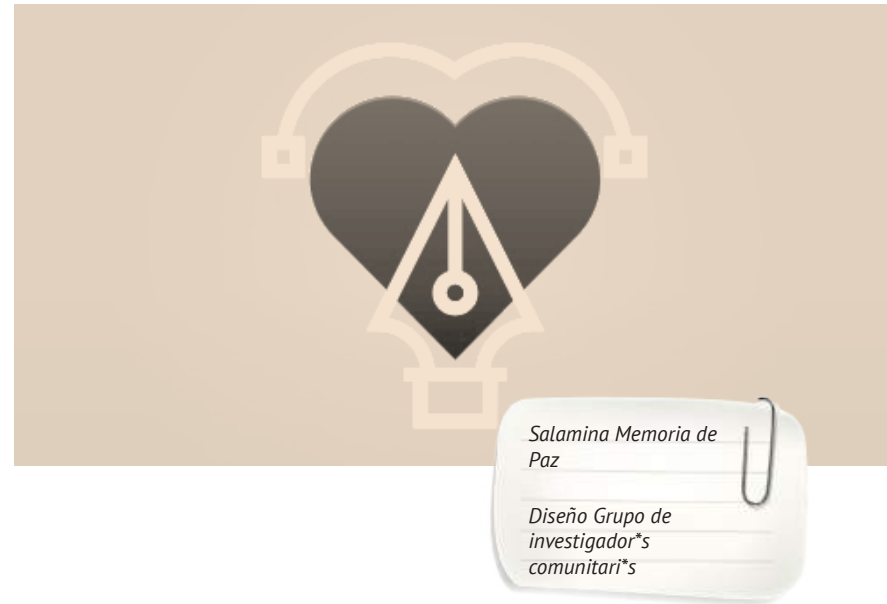 Salamina Memoria de
Paz
Diseño Grupo de
investigador*s
comunitari*s